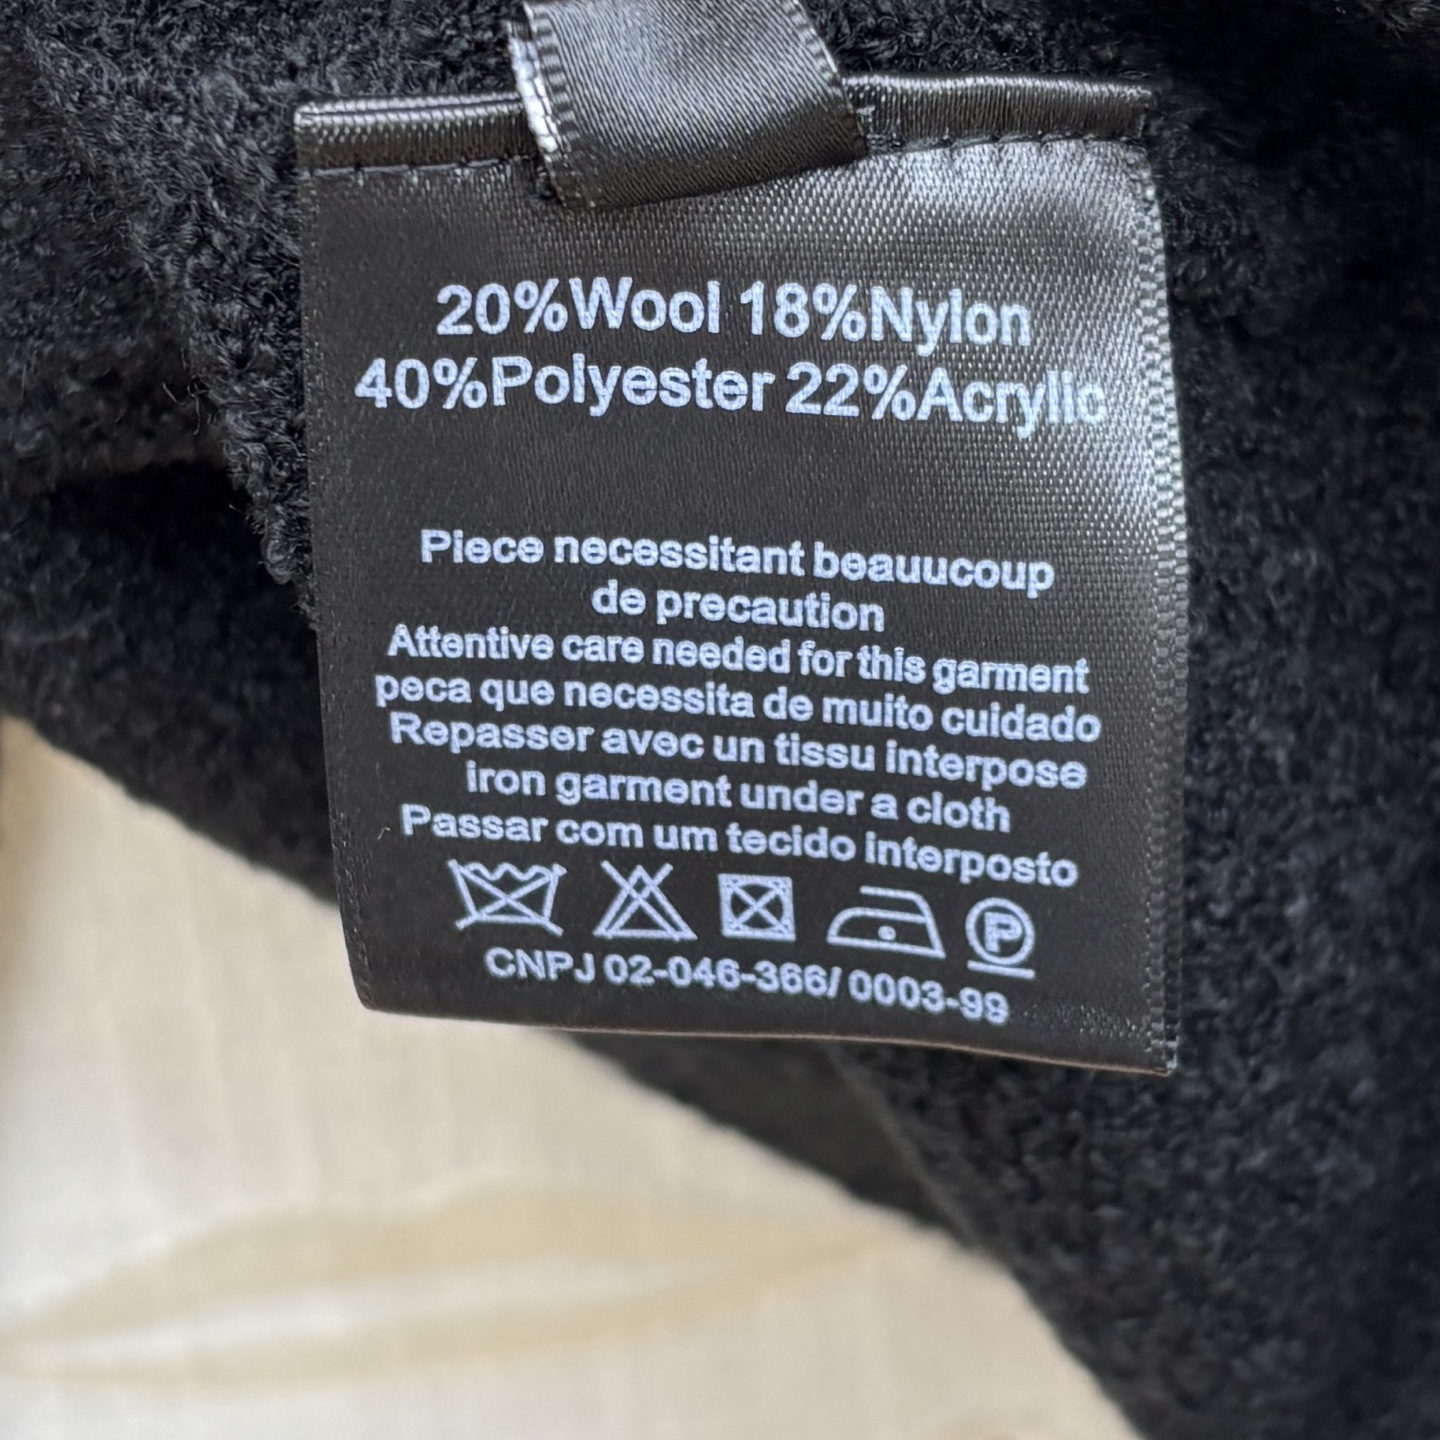 20%Wool 18%Nylon
40%Polyester 22%Acrylic
Piece necessitant beauucoup
de precaution
Attentive care needed for this garment
peca que necessita de muito cuidado
Repasser avec un tissu interpose
iron garment under a cloth
Passar com um tecido interposto
P
CNPJ 02-046-366/ 0003-99